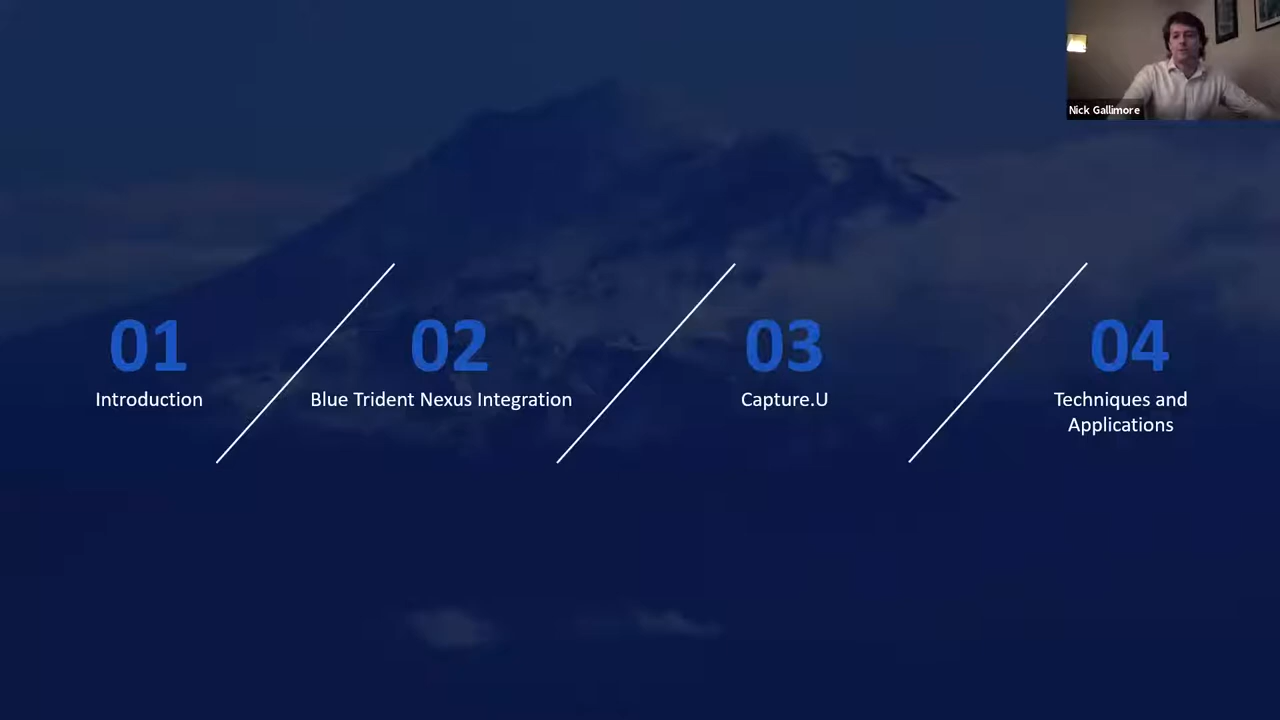 Nick Gallimore
01
Introduction
02
Blue Trident Nexus Integration
03
Capture.U
04
Techniques and
Applications